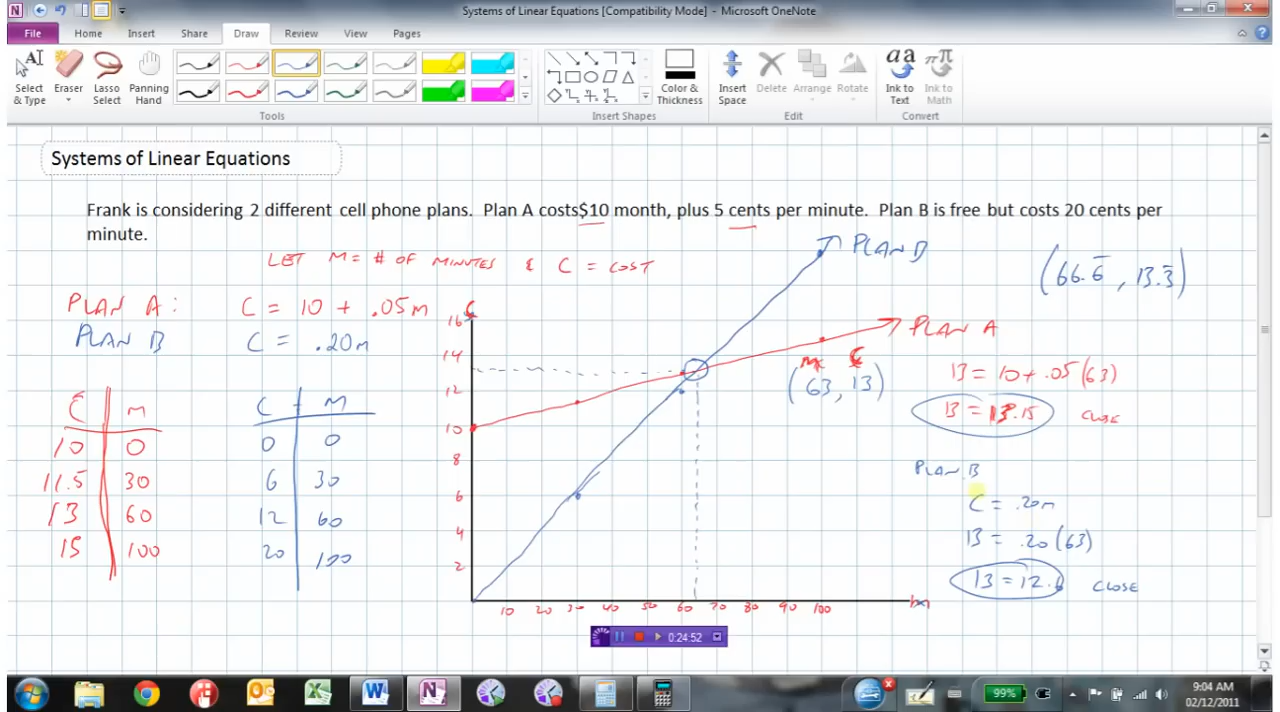 Systems of Linear Equations [Compatibility Mode] - Microsoft OneNote
File Home Insert Share Draw Review View Pages
Select & Type
Eraser
Lasso Select
Panning Hand
Color & Thickness
Insert Space
Delete
Arrange
Rotate
Ink to Text
Ink to Math
Tools
Insert Shapes
Edit
Convert
Systems of Linear Equations
Frank is considering 2 different cell phone plans. Plan A costs$10 month, plus 5 cents per minute. Plan B is free but costs 20 cents per
minute.
LET M = # OF MINUTES & C = COST
PLAN A: C = 10 + .05m
PLAN B C = .20m
C M
10 0
11.5 30
13 60
15 100
C M
0 0
6 30
12 60
20 100
C
16
14
12
10
8
6
4
2
10 20 30 40 50 60 70 80 90 100 m
PLAN B
PLAN A
M C
(63, 13)
(66.6̅, 13.3̅)
13 = 10 + .05(63)
13 = 13.15 CLOSE
PLAN B
C = .20m
13 = .20(63)
13 = 12.6 CLOSE
0:24:52
99%
9:04 AM
02/12/2011